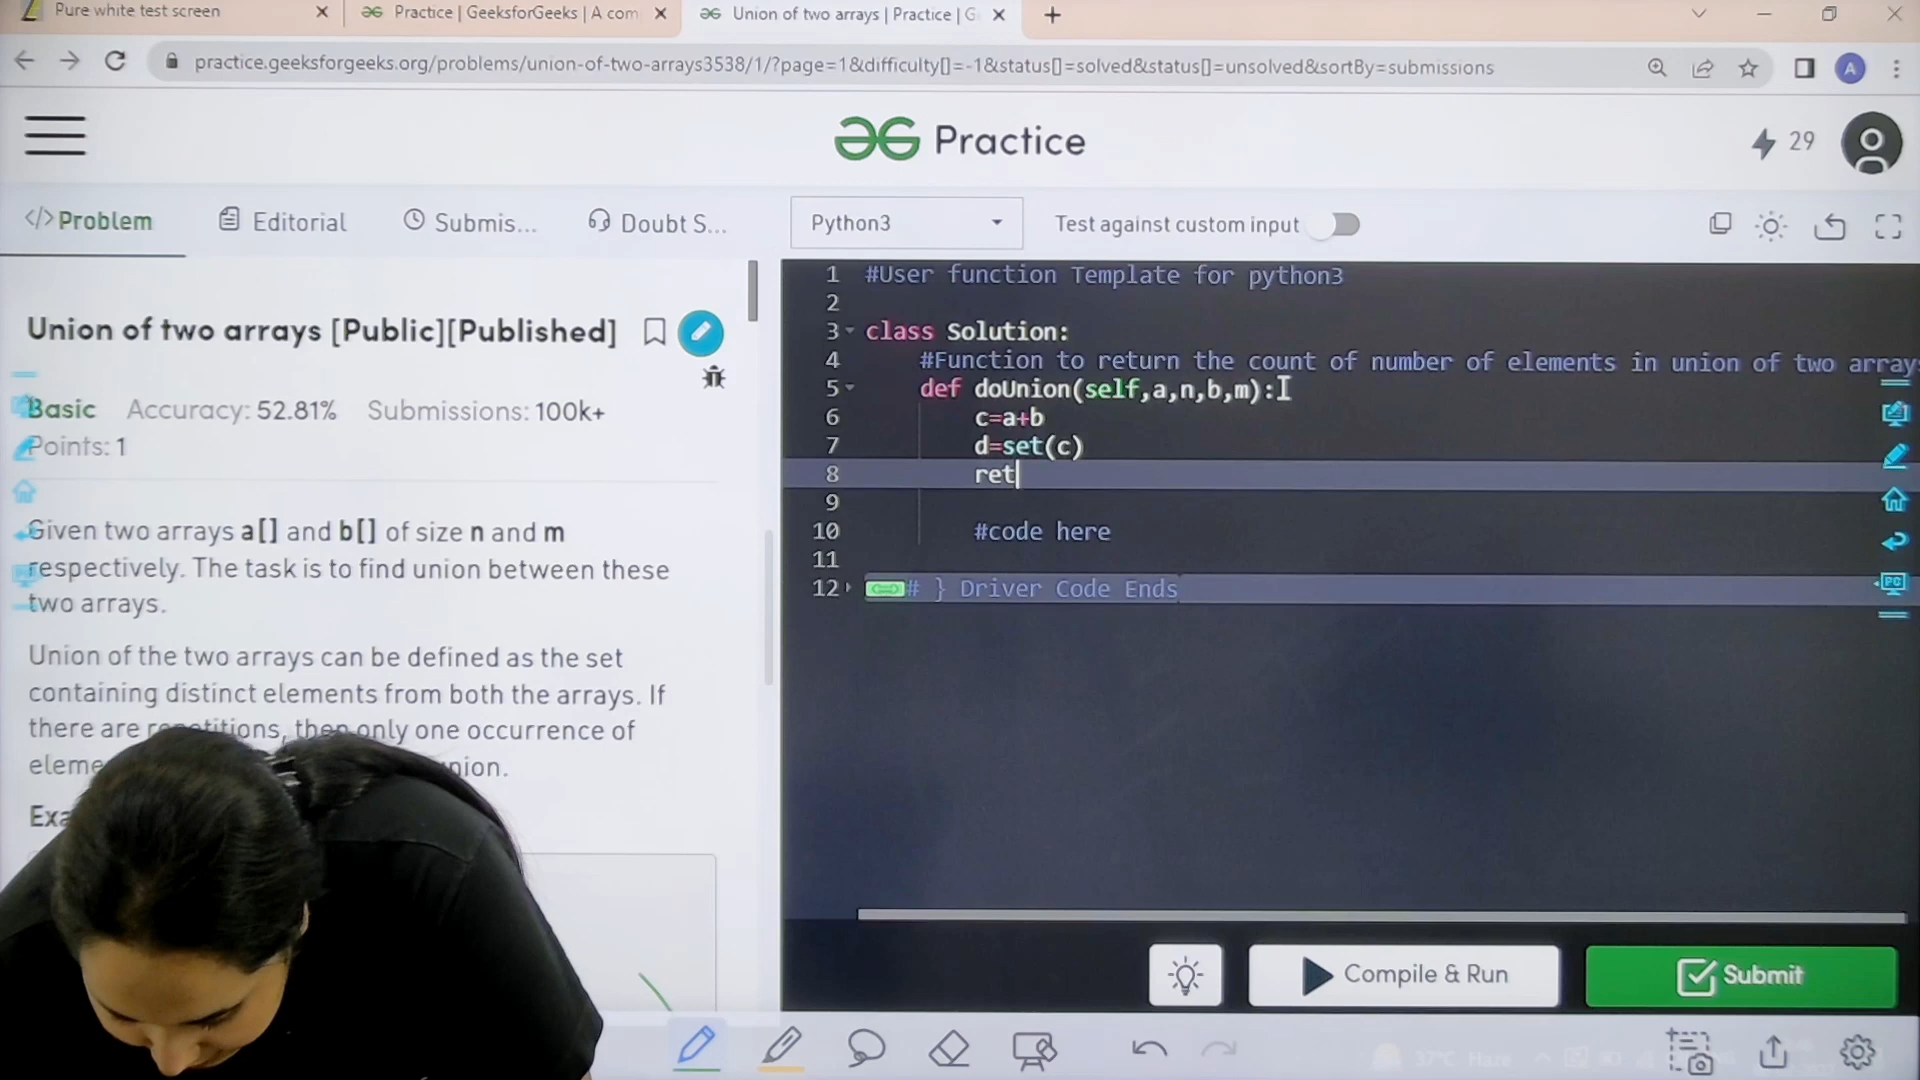 Pure white test screen
Practice | GeeksforGeeks | A com
Union of two arrays | Practice | G
practice.geeksforgeeks.org/problems/union-of-two-arrays3538/1/?page=1&difficulty[]=-1&status[]=solved&status[]=unsolved&sortBy=submissions
A
Practice
29
</> Problem
Editorial
Submis...
Doubt S...
Python3
Test against custom input
Union of two arrays [Public][Published]
Basic Accuracy: 52.81% Submissions: 100k+
Points: 1
Given two arrays a[] and b[] of size n and m
respectively. The task is to find union between these
two arrays.
Union of the two arrays can be defined as the set
containing distinct elements from both the arrays. If
there are repetitions, then only one occurrence of
union.
1 #User function Template for python3
2
3 class Solution:
4 #Function to return the count of number of elements in union of two arrays
5 def doUnion(self,a,n,b,m):
6 c=a+b
7 d=set(c)
8 ret
9
10 #code here
11
12 # } Driver Code Ends
PC
Compile & Run
Submit
37°C Haze